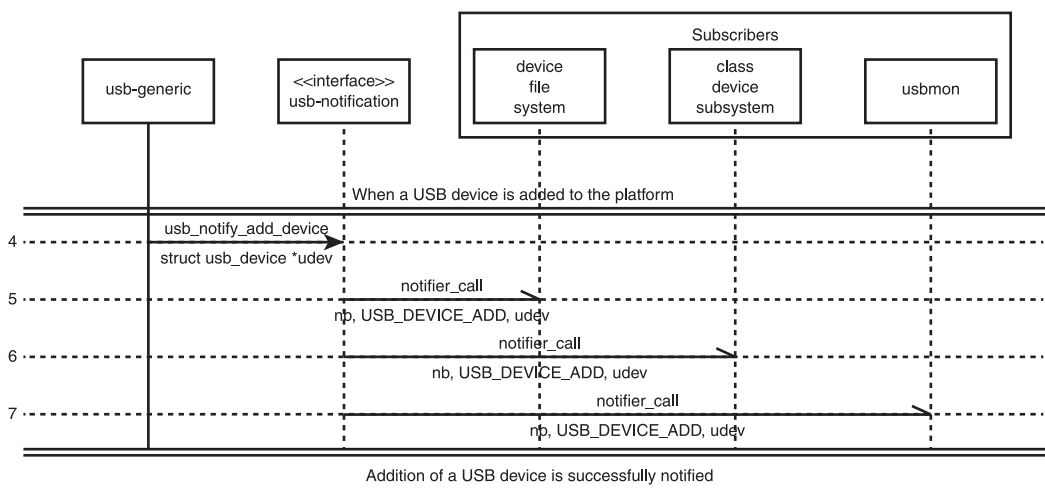 Subscribers
usb-generic
<<interface>>
usb-notification
device
file
system
class
device
subsystem
usbmon
When a USB device is added to the platform
4
usb_notify_add_device
struct usb_device *udev
5
notifier_call
nb, USB_DEVICE_ADD, udev
6
notifier_call
nb, USB_DEVICE_ADD, udev
7
notifier_call
nb, USB_DEVICE_ADD, udev
Addition of a USB device is successfully notified